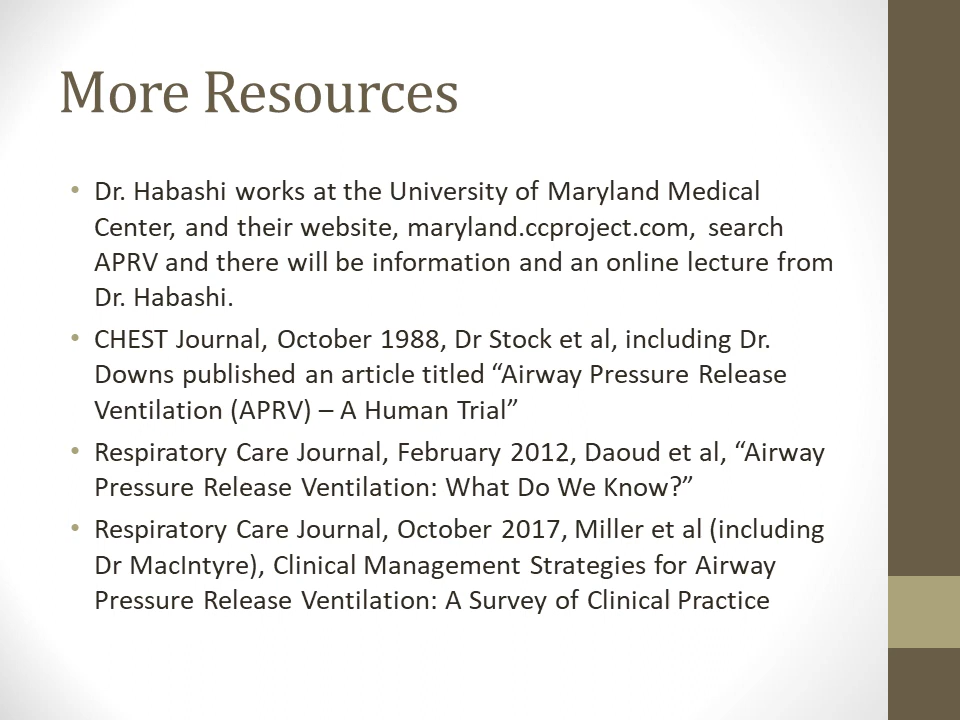 More Resources
• Dr. Habashi works at the University of Maryland Medical
Center, and their website, maryland.ccproject.com, search
APRV and there will be information and an online lecture from
Dr. Habashi.
• CHEST Journal, October 1988, Dr Stock et al, including Dr.
Downs published an article titled “Airway Pressure Release
Ventilation (APRV) – A Human Trial”
• Respiratory Care Journal, February 2012, Daoud et al, “Airway
Pressure Release Ventilation: What Do We Know?”
• Respiratory Care Journal, October 2017, Miller et al (including
Dr MacIntyre), Clinical Management Strategies for Airway
Pressure Release Ventilation: A Survey of Clinical Practice